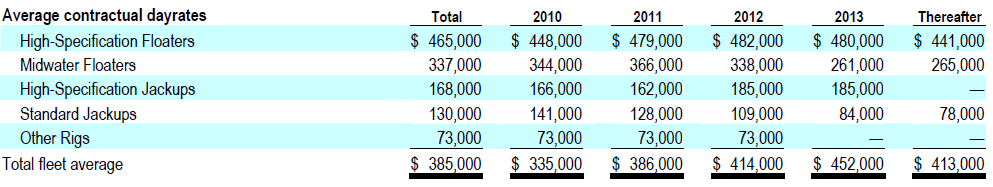 Average contractual dayrates Total 2010 2011 2012 2013 Thereafter
High-Specification Floaters $ 465,000 $ 448,000 $ 479,000 $ 482,000 $ 480,000 $ 441,000
Midwater Floaters 337,000 344,000 366,000 338,000 261,000 265,000
High-Specification Jackups 168,000 166,000 162,000 185,000 185,000 —
Standard Jackups 130,000 141,000 128,000 109,000 84,000 78,000
Other Rigs 73,000 73,000 73,000 73,000 — —
Total fleet average $ 385,000 $ 335,000 $ 386,000 $ 414,000 $ 452,000 $ 413,000